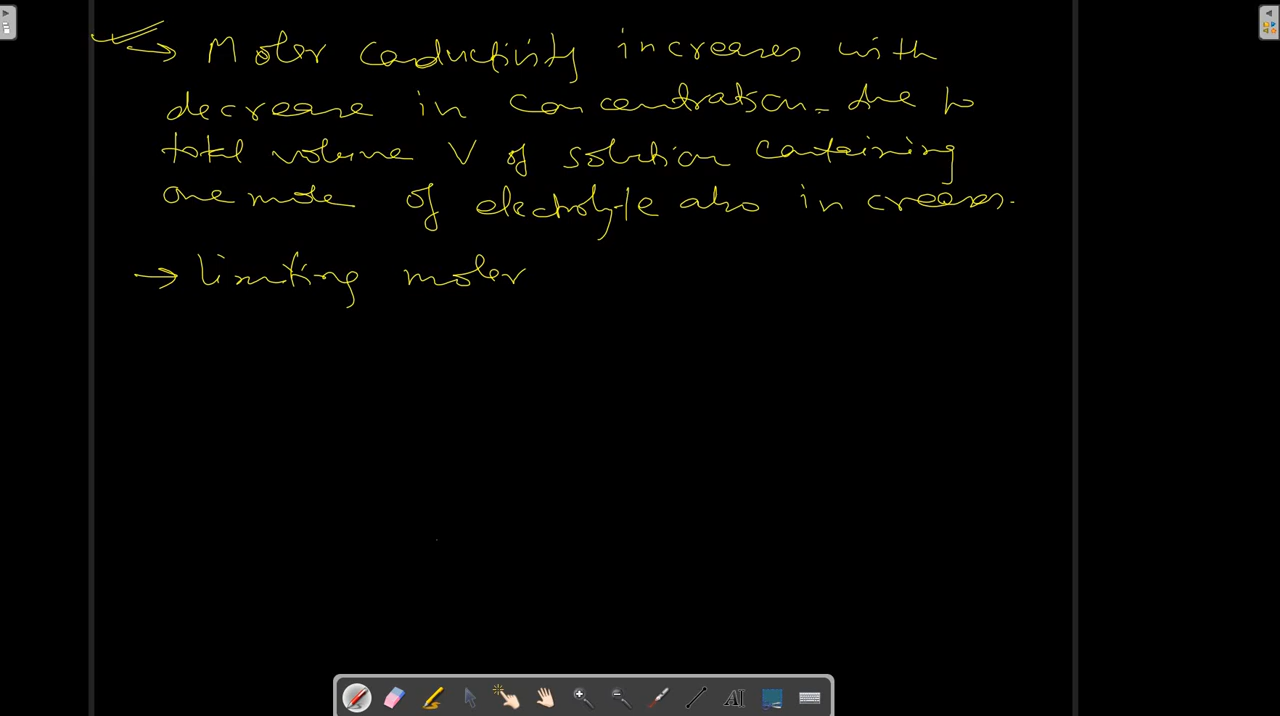 → Molar conductivity increases with
decrease in concentration. due to
total volume V of solution containing
one mole of electrolyte also increases.
→ limiting molar